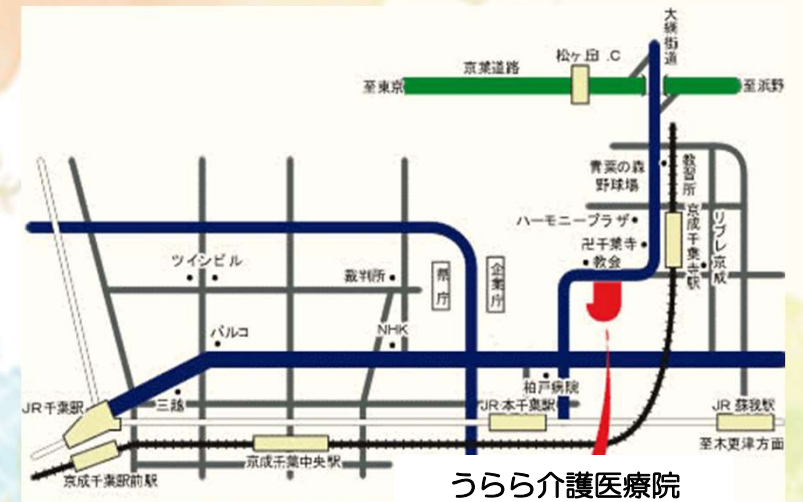 大網街道
松ヶ丘I.C
京葉道路
至東京
至浜野
青葉の森
野球場
教習所
ハーモニープラザ
京成千葉寺駅
リブレ京成
卍千葉寺
教会
ツインビル
裁判所
県庁
企業庁
パルコ
NHK
柏戸病院
JR千葉駅
三越
JR本千葉駅
JR蘇我駅
至木更津方面
京成千葉中央駅
京成千葉駅前駅
うらら介護医療院